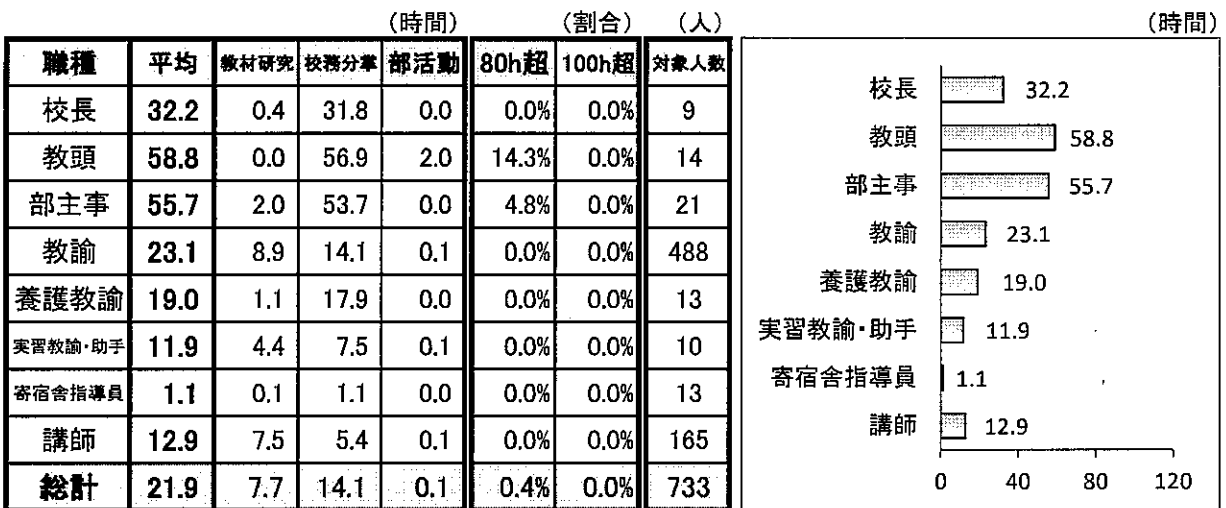 (時間) (割合) (人)
職種 平均 教材研究 校務分掌 部活動 80h超 100h超 対象人数
校長 32.2 0.4 31.8 0.0 0.0% 0.0% 9
教頭 58.8 0.0 56.9 2.0 14.3% 0.0% 14
部主事 55.7 2.0 53.7 0.0 4.8% 0.0% 21
教諭 23.1 8.9 14.1 0.1 0.0% 0.0% 488
養護教諭 19.0 1.1 17.9 0.0 0.0% 0.0% 13
実習教諭・助手 11.9 4.4 7.5 0.1 0.0% 0.0% 10
寄宿舎指導員 1.1 0.1 1.1 0.0 0.0% 0.0% 13
講師 12.9 7.5 5.4 0.1 0.0% 0.0% 165
総計 21.9 7.7 14.1 0.1 0.4% 0.0% 733
(時間)
校長 32.2
教頭 58.8
部主事 55.7
教諭 23.1
養護教諭 19.0
実習教諭・助手 11.9
寄宿舎指導員 1.1
講師 12.9
0 40 80 120